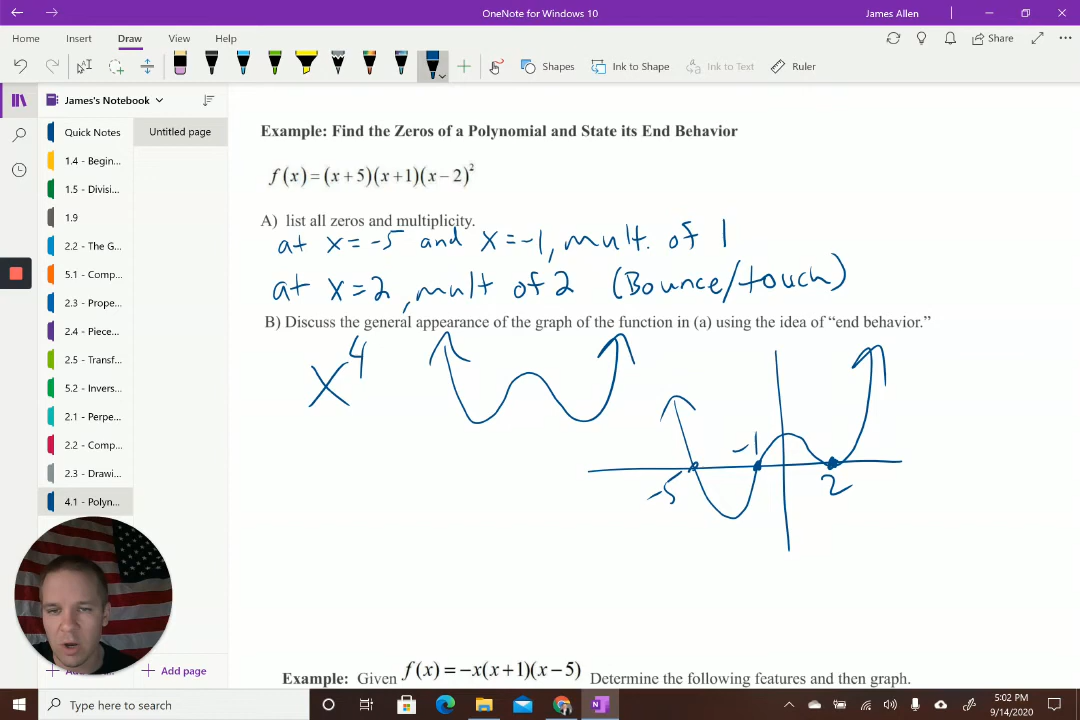 OneNote for Windows 10
James Allen
Home Insert Draw View Help
Share
Shapes Ink to Shape Ink to Text Ruler
James's Notebook
Quick Notes
1.4 - Begin...
1.5 - Divisi...
1.9
2.2 - The G...
5.1 - Comp...
2.3 - Prope...
2.4 - Piece...
2.5 - Transf...
5.2 - Invers...
2.1 - Perpe...
2.2 - Comp...
2.3 - Drawi...
4.1 - Polyn...
Untitled page
Add page
Example: Find the Zeros of a Polynomial and State its End Behavior
f(x)=(x+5)(x+1)(x-2)²
A) list all zeros and multiplicity.
at x=-5 and x=-1, mult. of 1
at x=2, mult of 2 (Bounce/touch)
B) Discuss the general appearance of the graph of the function in (a) using the idea of “end behavior.”
x⁴
-1
-5
2
Example: Given f(x)=-x(x+1)(x-5) Determine the following features and then graph.
Type here to search
5:02 PM
9/14/2020